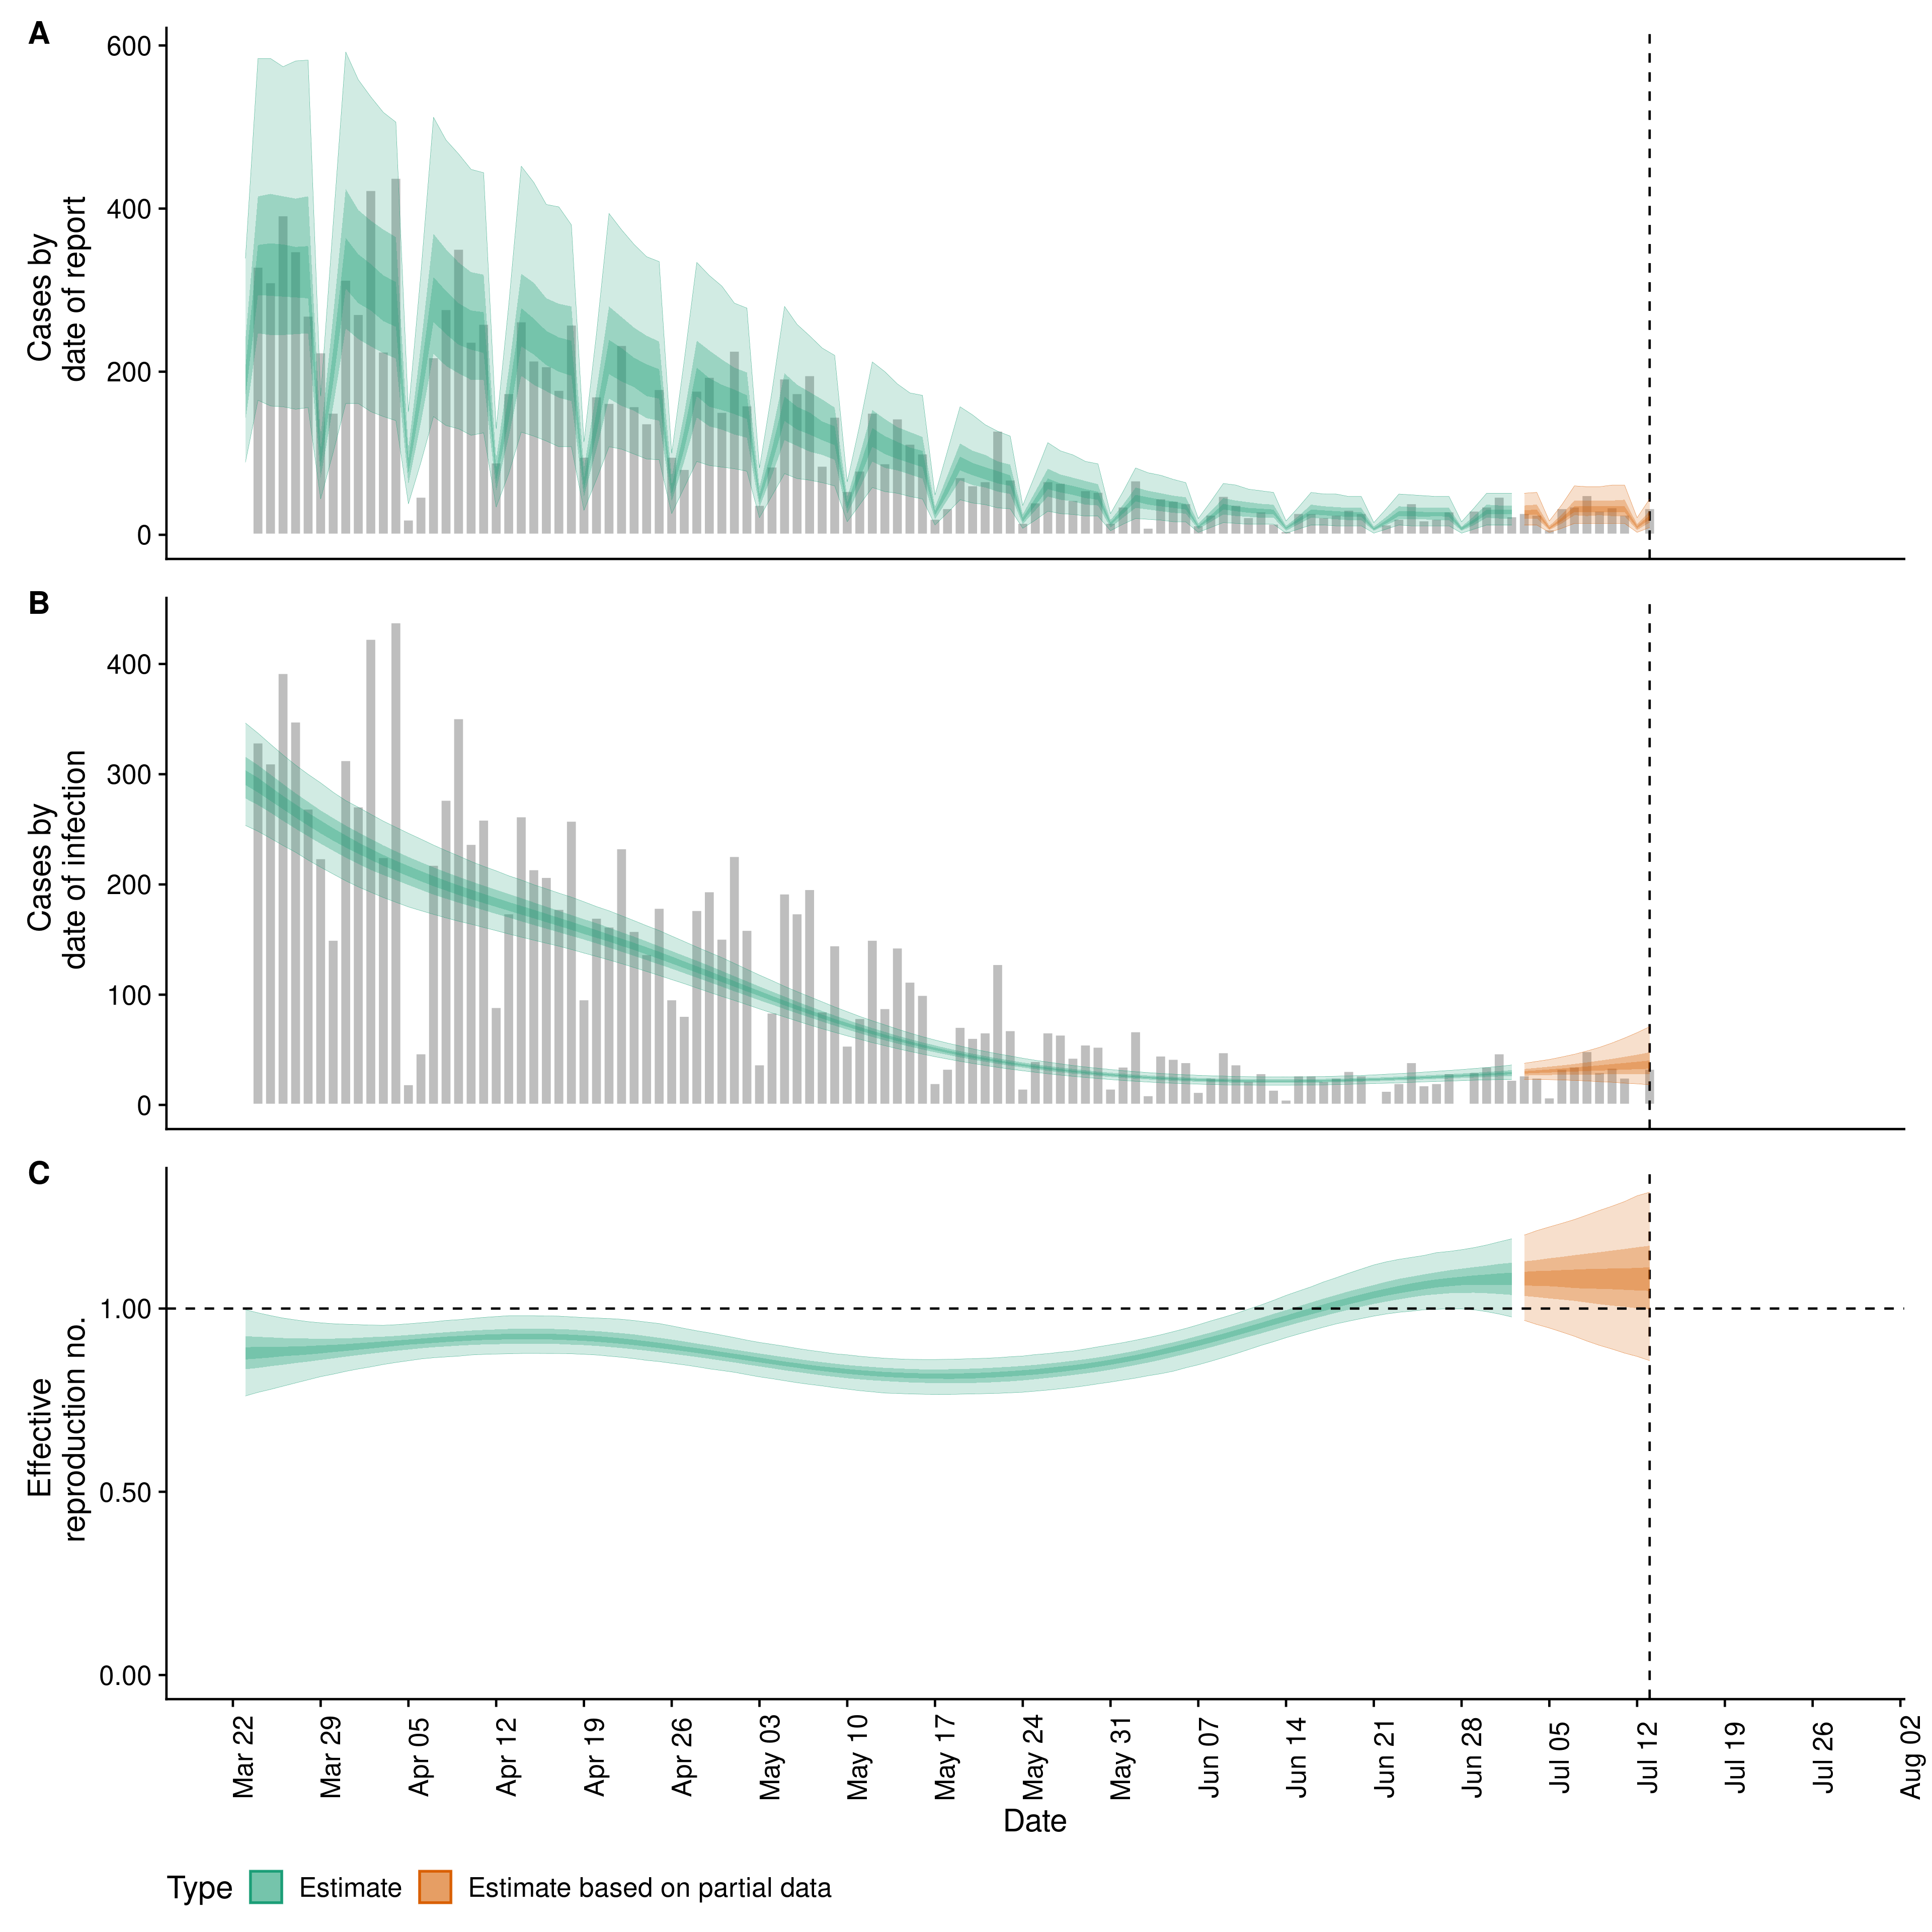 A
600
400
200
0
Cases by
date of report
B
400
300
200
100
0
Cases by
date of infection
C
1.00
0.50
0.00
Effective
reproduction no.
Mar 22
Mar 29
Apr 05
Apr 12
Apr 19
Apr 26
May 03
May 10
May 17
May 24
May 31
Jun 07
Jun 14
Jun 21
Jun 28
Jul 05
Jul 12
Jul 19
Jul 26
Aug 02
Date
Type Estimate Estimate based on partial data